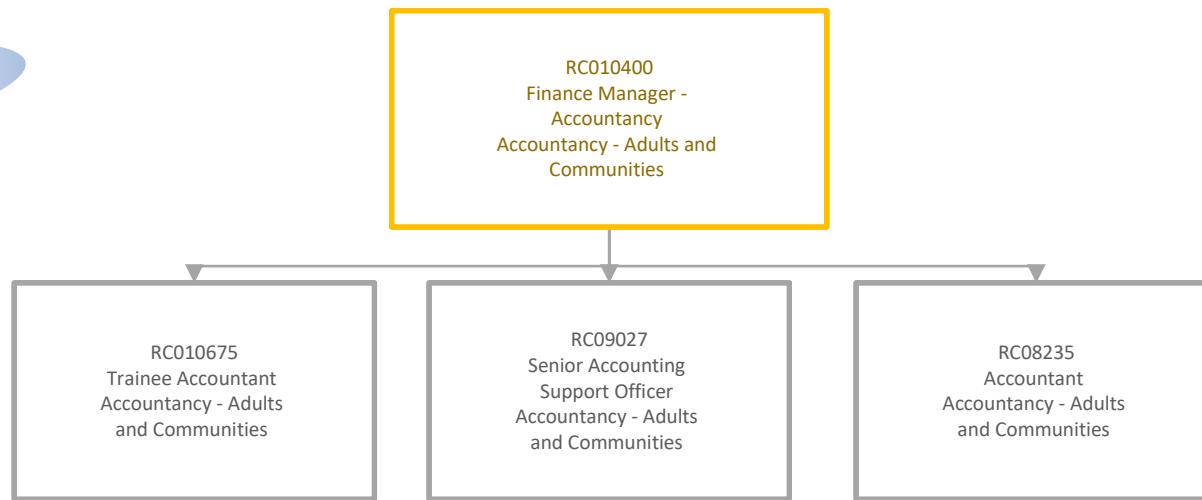 RC010400
Finance Manager -
Accountancy
Accountancy - Adults and
Communities
RC010675
Trainee Accountant
Accountancy - Adults
and Communities
RC09027
Senior Accounting
Support Officer
Accountancy - Adults
and Communities
RC08235
Accountant
Accountancy - Adults
and Communities